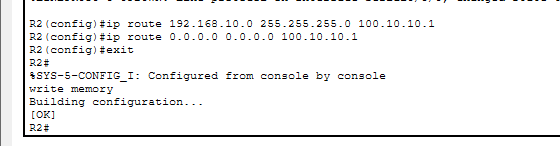 R2(config)#ip route 192.168.10.0 255.255.255.0 100.10.10.1
R2(config)#ip route 0.0.0.0 0.0.0.0 100.10.10.1
R2(config)#exit
R2#
%SYS-5-CONFIG_I: Configured from console by console
write memory
Building configuration...
[OK]
R2#